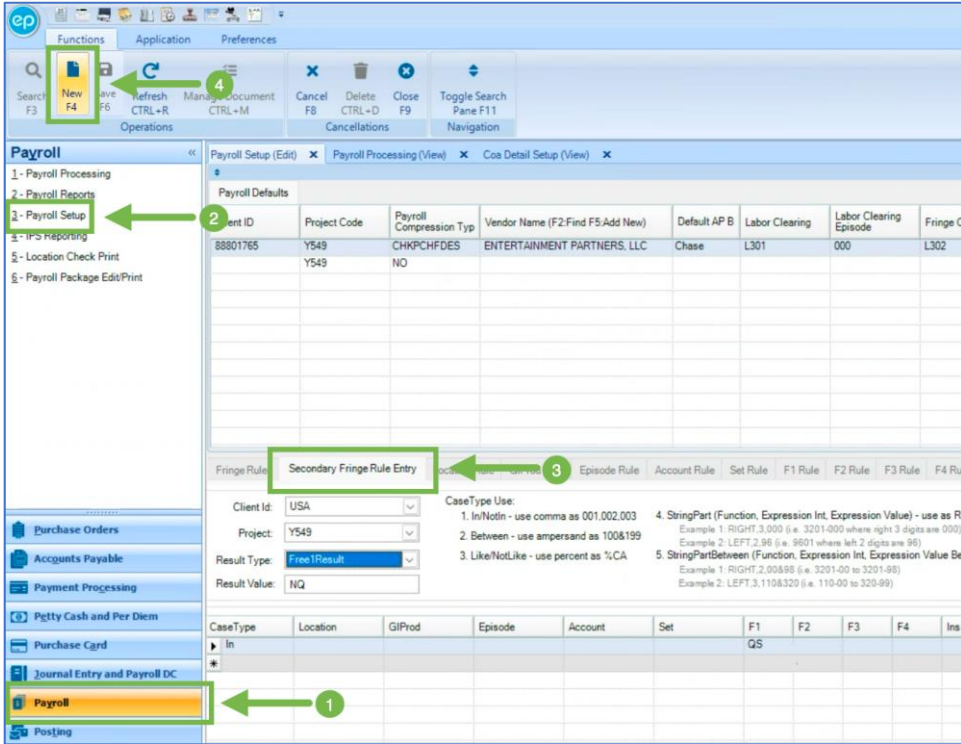 ep
Functions Application Preferences
Search New Save Refresh Manage Document Cancel Delete Close Toggle Search
F3 F4 F6 CTRL+R CTRL+M F8 CTRL+D F9 Pane F11
4
Operations Cancellations Navigation
Payroll «
1 - Payroll Processing
2 - Payroll Reports
3 - Payroll Setup
4 - IFS Reporting
5 - Location Check Print
6 - Payroll Package Edit/Print
2
Payroll Setup (Edit) X Payroll Processing (View) X Coa Detail Setup (View) X
Payroll Defaults
ent ID Project Code Payroll Compression Typ Vendor Name (F2:Find F5:Add New) Default AP B Labor Clearing Labor Clearing Episode Fringe C
88801765 Y549 CHKPCHFDES ENTERTAINMENT PARTNERS, LLC Chase L301 000 L302
Y549 NO
Fringe Rule Secondary Fringe Rule Entry 3 Episode Rule Account Rule Set Rule F1 Rule F2 Rule F3 Rule F4 Ru
Client Id: USA
Project: Y549
Result Type: Free1Result
Result Value: NQ
CaseType Use:
1. In/NotIn - use comma as 001,002,003
2. Between - use ampersand as 100&199
3. Like/NotLike - use percent as %CA
4. StringPart (Function, Expression Int, Expression Value) - use as R
Example 1: RIGHT,3,000 (i.e. 3201-000 where right 3 digits are 000)
Example 2: LEFT,2,96 (i.e. 9601 where left 2 digits are 96)
5. StringPartBetween (Function, Expression Int, Expression Value Be
Example 1: RIGHT,2,00&98 (i.e. 3201-00 to 3201-98)
Example 2: LEFT,3,110&320 (i.e. 110-00 to 320-99)
CaseType Location GlProd Episode Account Set F1 F2 F3 F4 Ins
In QS
Purchase Orders
Accounts Payable
Payment Processing
Petty Cash and Per Diem
Purchase Card
Journal Entry and Payroll DC
Payroll
1
Posting